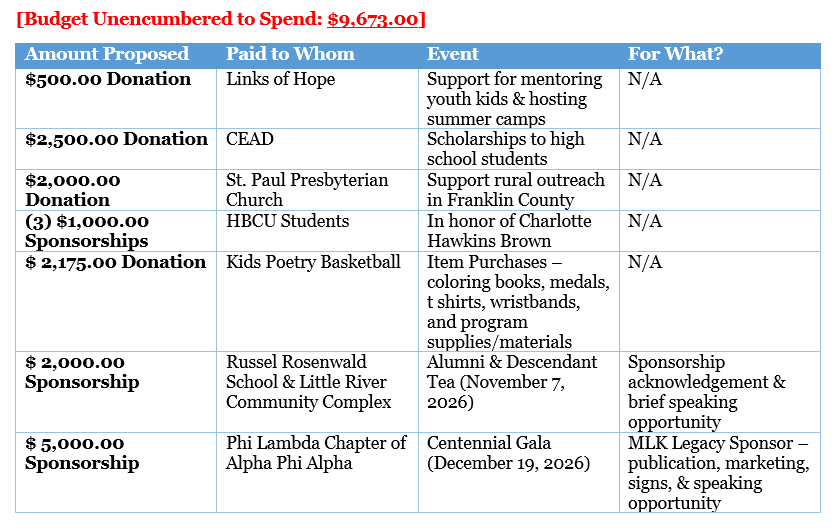 [Budget Unencumbered to Spend: $9,673.00]
Amount Proposed Paid to Whom Event For What?
$500.00 Donation Links of Hope Support for mentoring N/A
youth kids & hosting
summer camps
$2,500.00 Donation CEAD Scholarships to high N/A
school students
$2,000.00 St. Paul Presbyterian Support rural outreach N/A
Donation Church in Franklin County
(3) $1,000.00 HBCU Students In honor of Charlotte N/A
Sponsorships Hawkins Brown
$ 2,175.00 Donation Kids Poetry Basketball Item Purchases – N/A
coloring books, medals,
t shirts, wristbands,
and program
supplies/materials
$ 2,000.00 Russel Rosenwald Alumni & Descendant Sponsorship
Sponsorship School & Little River Tea (November 7, acknowledgement &
Community Complex 2026) brief speaking
opportunity
$ 5,000.00 Phi Lambda Chapter of Centennial Gala MLK Legacy Sponsor –
Sponsorship Alpha Phi Alpha (December 19, 2026) publication, marketing,
signs, & speaking
opportunity